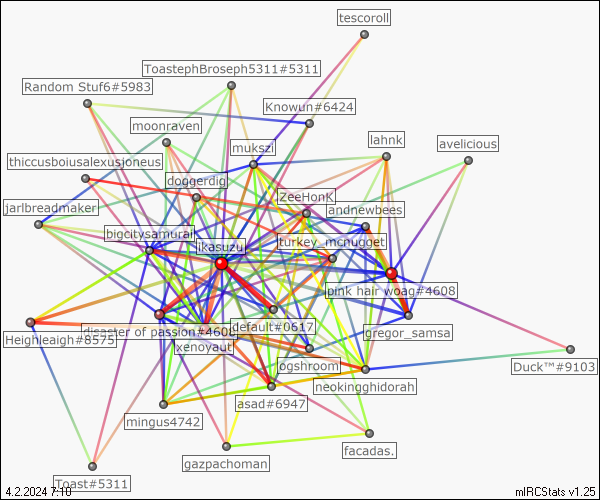 tescoroll
ToastephBroseph5311#5311
Random Stuf6#5983
Knowun#6424
moonraven
lahnk
avelicious
mukszi
thiccusboiusalexusjoneus
doggerdig
ZeeHonK
jarlbreadmaker
andnewbees
bigcitysamurai
ikasuzu
turkey_mcnugget
pink hair woag#4608
disaster of passion#4608
default#0617
gregor_samsa
Heighleaigh#8575
xenoyaut
ogshroom
Duck™#9103
neokingghidorah
asad#6947
mingus4742
facadas.
gazpachoman
Toast#5311
4.2.2024 7:10
mIRCStats v1.25